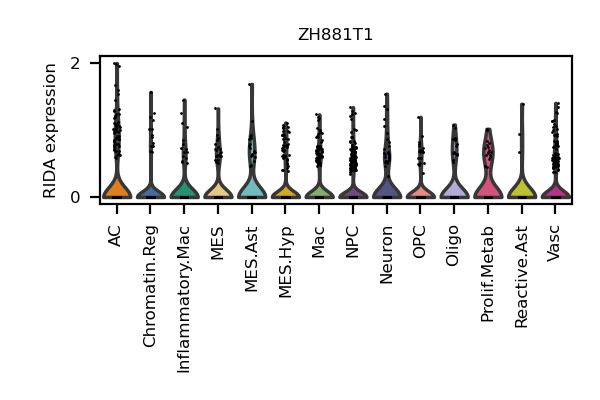 ZH881T1
RIDA expression
2
0
AC
Chromatin.Reg
Inflammatory.Mac
MES
MES.Ast
MES.Hyp
Mac
NPC
Neuron
OPC
Oligo
Prolif.Metab
Reactive.Ast
Vasc